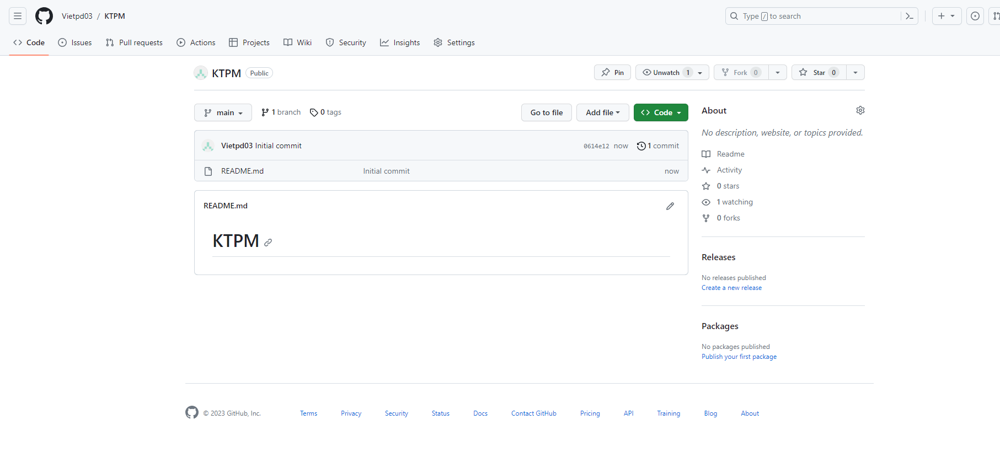 Vietpd03 / KTPM
Type / to search
Code Issues Pull requests Actions Projects Wiki Security Insights Settings
KTPM Public
Pin Unwatch 1 Fork 0 Star 0
main 1 branch 0 tags Go to file Add file Code
Vietpd03 Initial commit 0614e12 now 1 commit
README.md Initial commit now
README.md
KTPM
About
No description, website, or topics provided.
Readme
Activity
0 stars
1 watching
0 forks
Releases
No releases published
Create a new release
Packages
No packages published
Publish your first package
© 2023 GitHub, Inc. Terms Privacy Security Status Docs Contact GitHub Pricing API Training Blog About